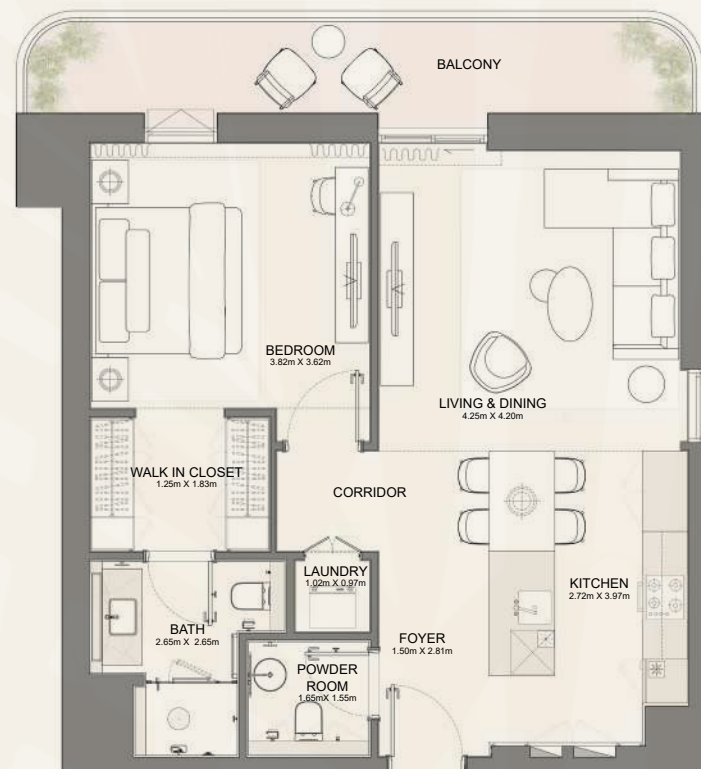 BALCONY
BEDROOM
3.82m X 3.62m
LIVING & DINING
4.25m X 4.20m
WALK IN CLOSET
1.25m X 1.83m
CORRIDOR
LAUNDRY
1.02m X 0.97m
KITCHEN
2.72m X 3.97m
BATH
2.65m X 2.65m
FOYER
1.50m X 2.81m
POWDER
ROOM
1.65mX 1.55m